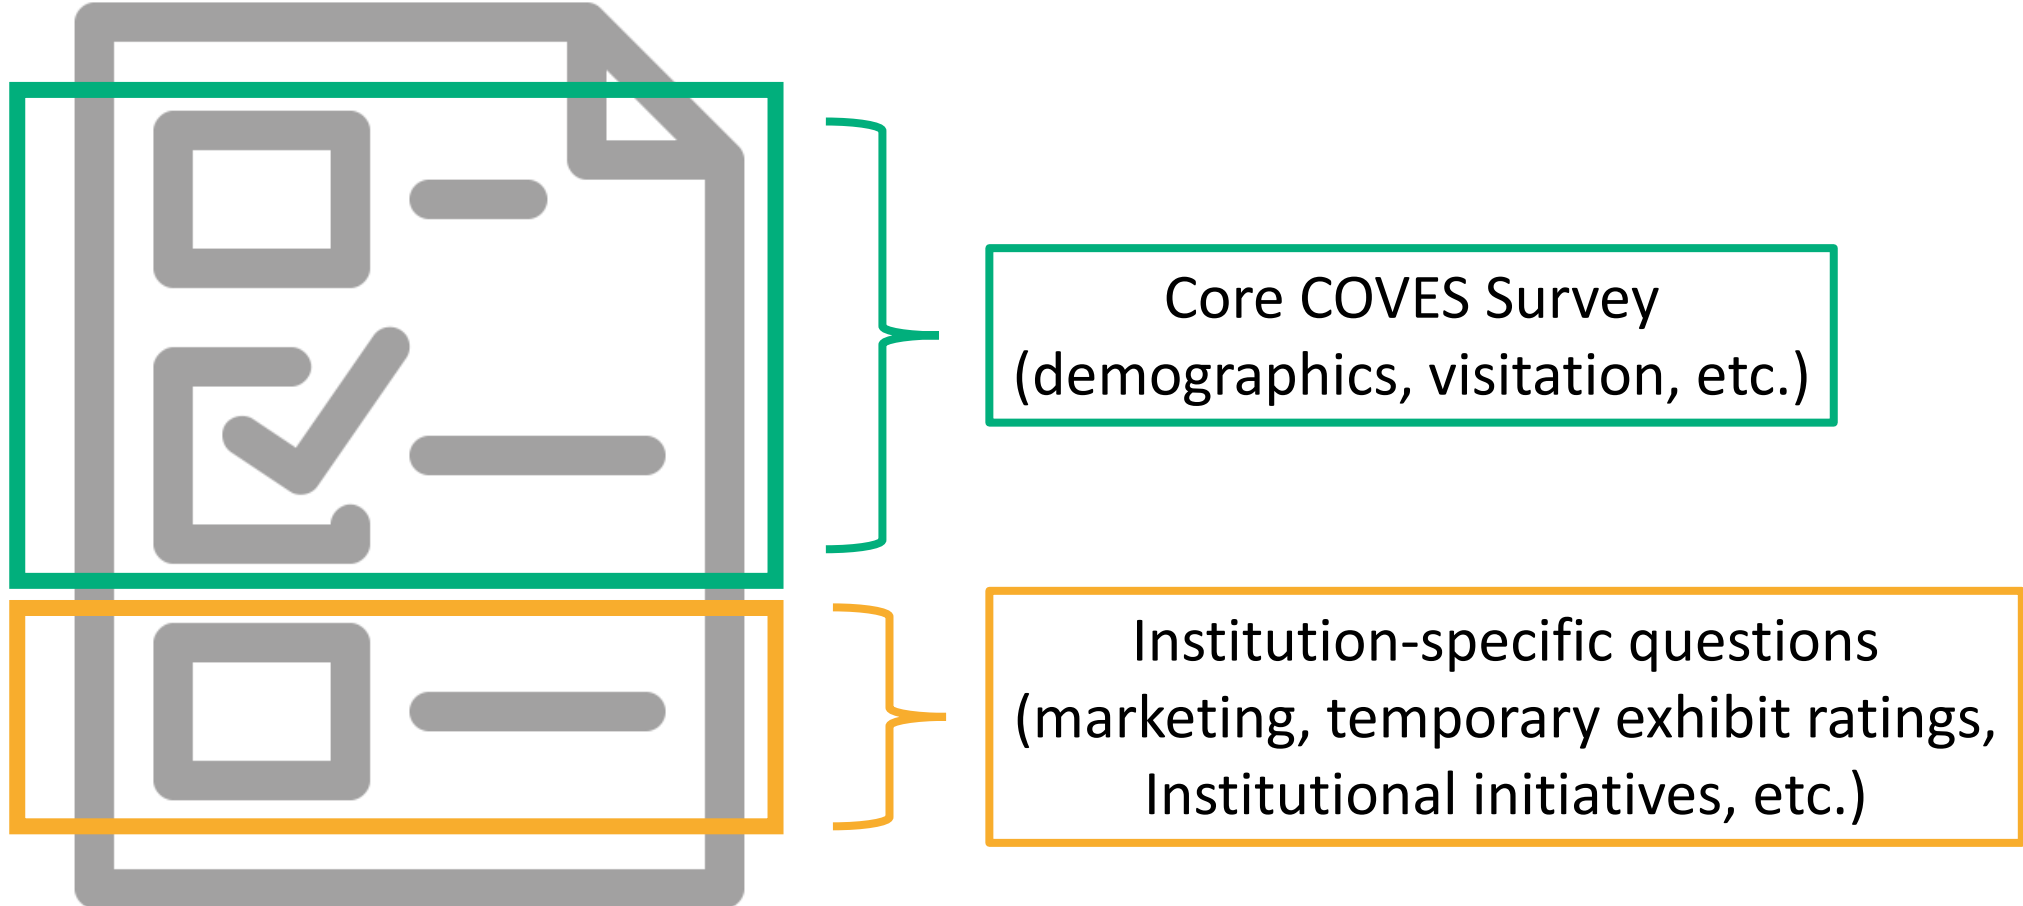 Core COVES Survey
(demographics, visitation, etc.)
Institution-specific questions
(marketing, temporary exhibit ratings,
Institutional initiatives, etc.)